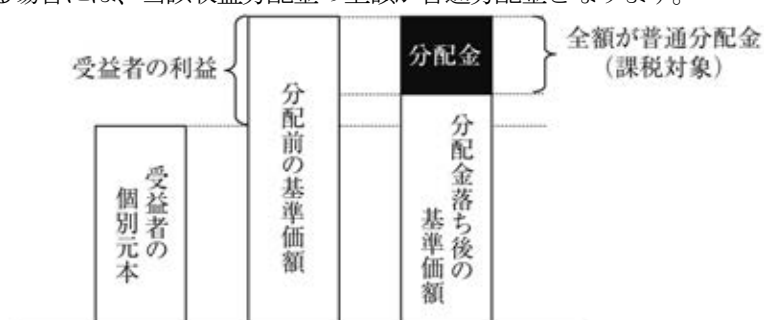 場合には、当該収益分配金の全額が普通分配金となります。
受益者の利益
分配金
全額が普通分配金
(課税対象)
受益者の
個別元本
分配前の基準価額
分配金落ち後の
基準価額